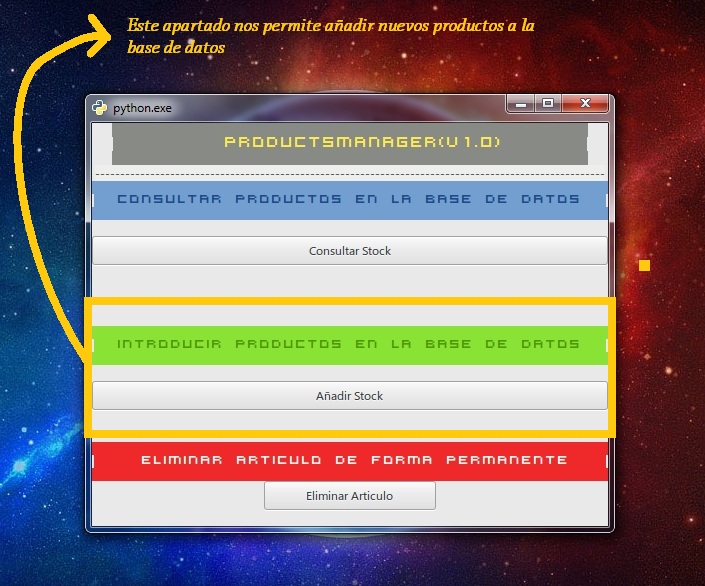 Este apartado nos permite añadir nuevos productos a la
base de datos
python.exe
PRODUCTSMANAGER(V1.0)
CONSULTAR PRODUCTOS EN LA BASE DE DATOS
Consultar Stock
INTRODUCIR PRODUCTOS EN LA BASE DE DATOS
Añadir Stock
ELIMINAR ARTICULO DE FORMA PERMANENTE
Eliminar Articulo